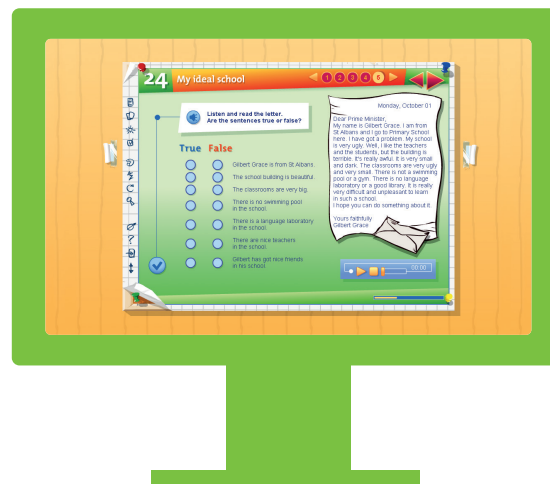 24 My ideal school
1 2 3 4 5
Listen and read the letter.
Are the sentences true or false?
True False
Gilbert Grace is from St Albans.
The school building is beautiful.
The classrooms are very big.
There is no swimming pool
in the school.
There is a language laboratory
in the school.
There are nice teachers
in the school.
Gilbert has got nice friends
in his school.
Monday, October 01
Dear Prime Minister,
My name is Gilbert Grace. I am from
St Albans and I go to Primary School
here. I have got a problem. My school
is very ugly. Well, I like the teachers
and the students, but the building is
terrible. It's really awful. It is very small
and dark. The classrooms are very ugly
and very small. There is not a swimming
pool or a gym. There is no language
laboratory or a good library. It is really
very difficult and unpleasant to learn
in such a school.
I hope you can do something about it.
Yours faithfully
Gilbert Grace
00:00